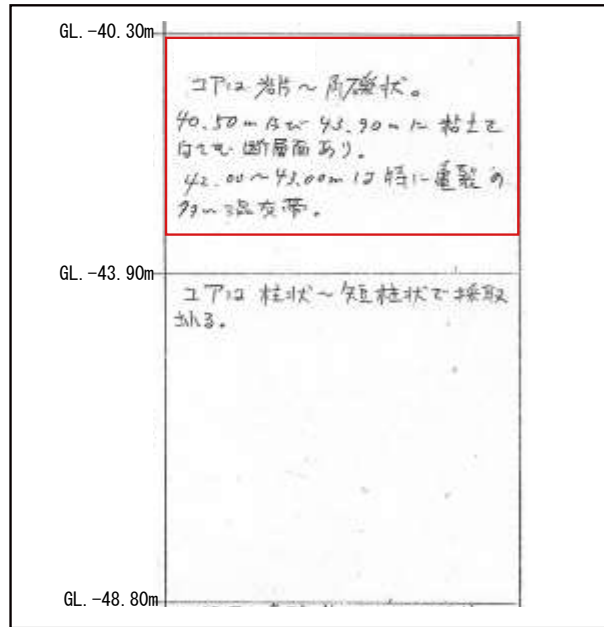 GL.-40.30m
コアは岩片～角礫状。
40.50m及び43.90mに粘土を
はさむ断層面あり。
42.00～43.00mは特に亀裂の
多い破砕帯。
GL.-43.90m
コアは柱状～短柱状で採取
される。
GL.-48.80m